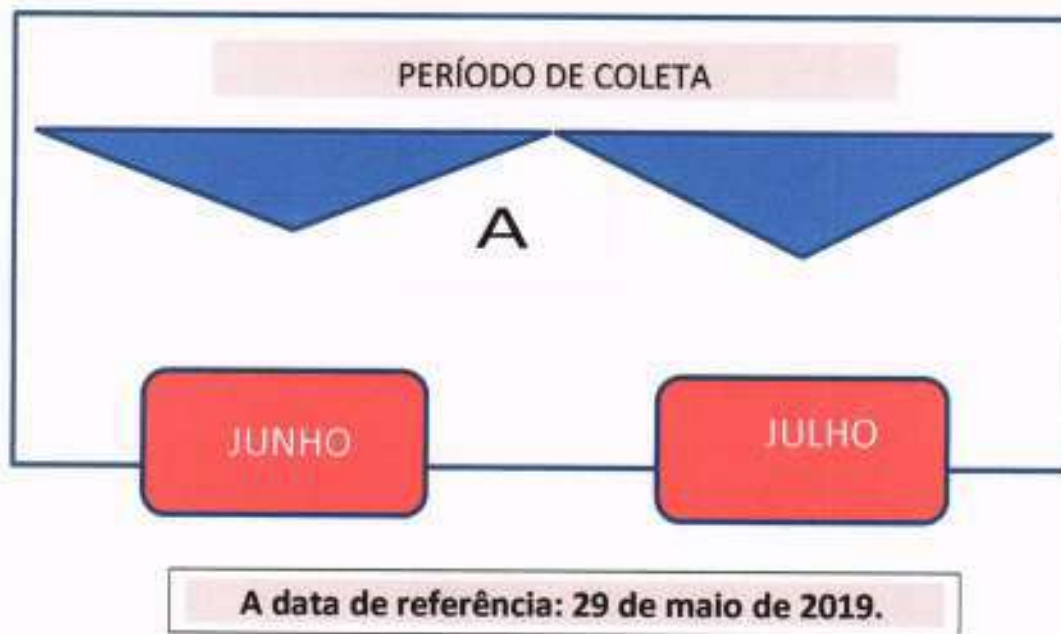 PERÍODO DE COLETA
A
JUNHO
JULHO
A data de referência: 29 de maio de 2019.